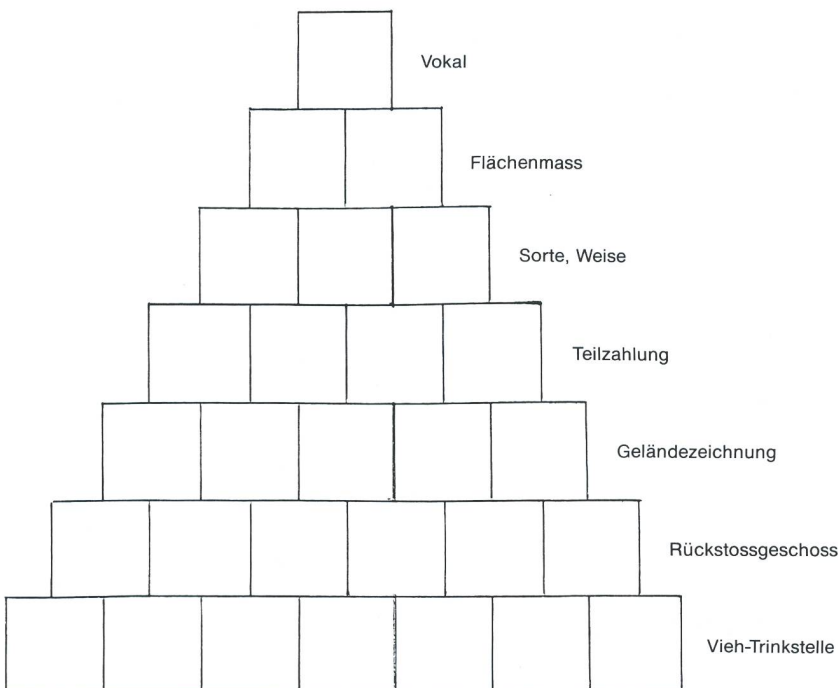 Vokal
Flächenmass
Sorte, Weise
Teilzahlung
Geländezeichnung
Rückstossgeschoss
Vieh-Trinkstelle